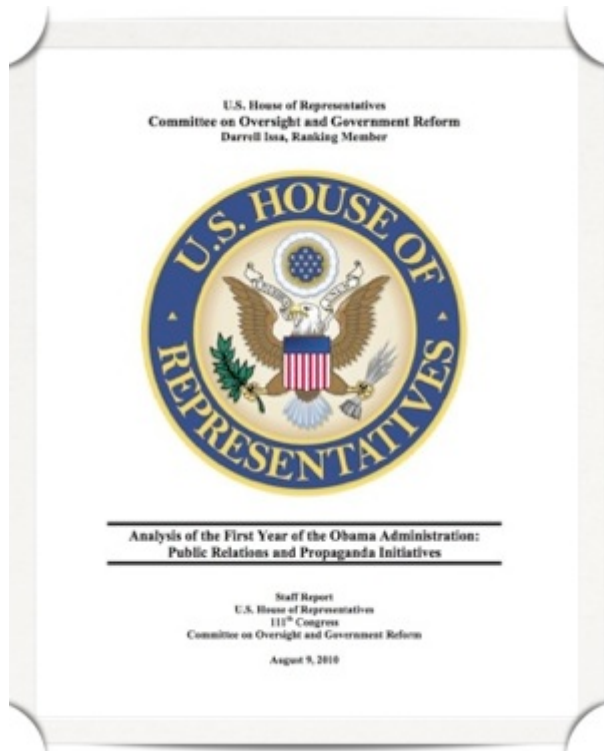 U.S. House of Representatives
Committee on Oversight and Government Reform
Darrell Issa, Ranking Member
U.S. HOUSE OF
REPRESENTATIVES
Analysis of the First Year of the Obama Administration:
Public Relations and Propaganda Initiatives
Staff Report
U.S. House of Representatives
111th Congress
Committee on Oversight and Government Reform
August 9, 2010